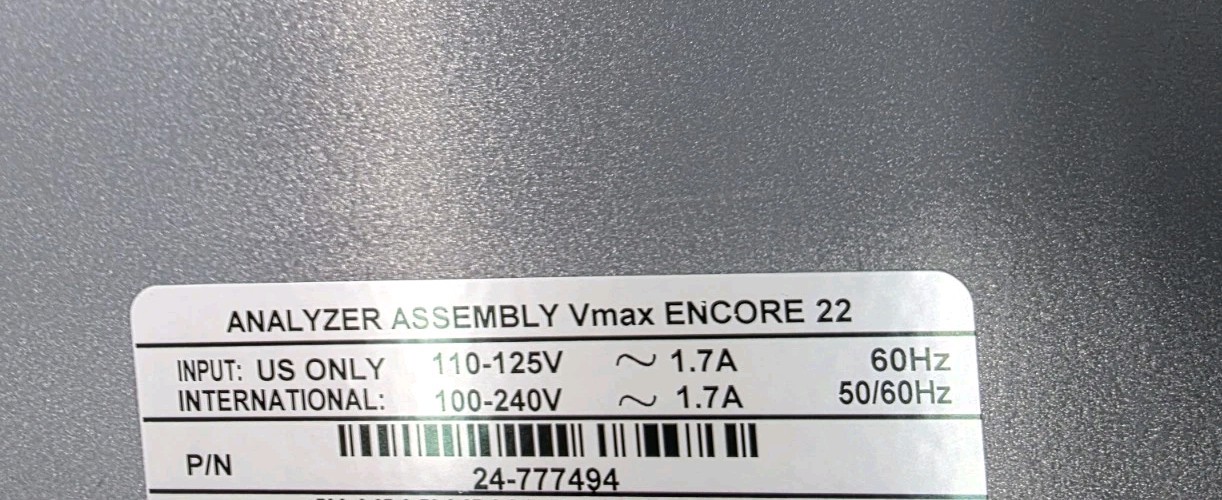 ANALYZER ASSEMBLY Vmax ENCORE 22
INPUT: US ONLY 110-125V ~ 1.7A 60Hz
INTERNATIONAL: 100-240V ~ 1.7A 50/60Hz
P/N
24-777494